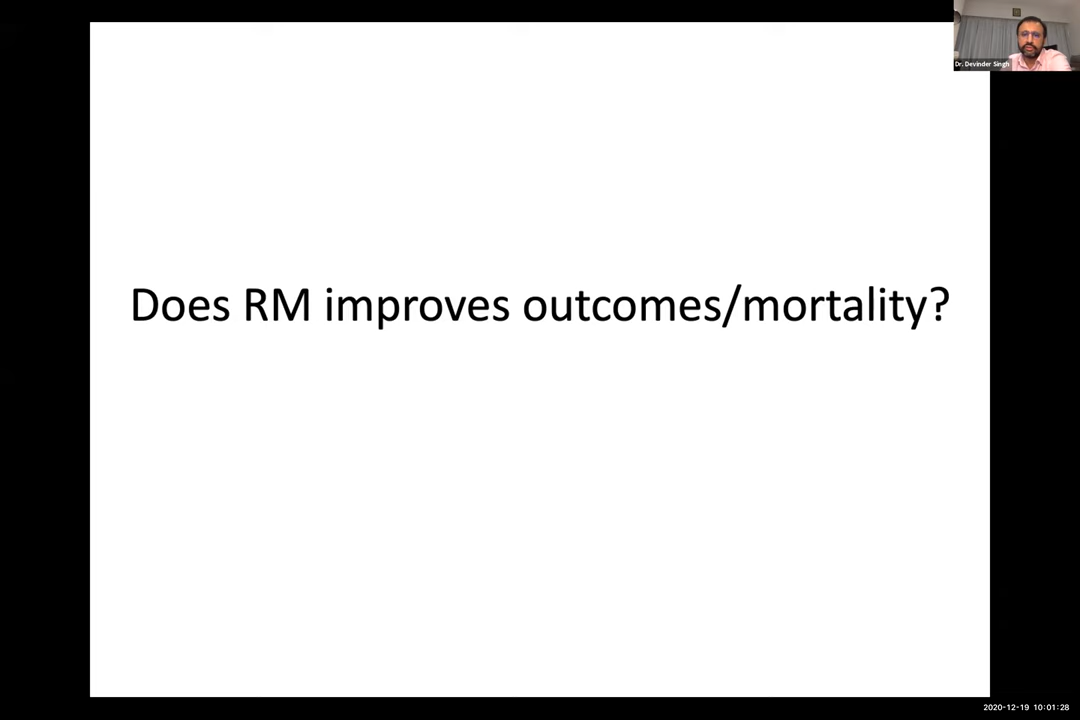 Dr. Devinder Singh
Does RM improves outcomes/mortality?
2020-12-19 10:01:28